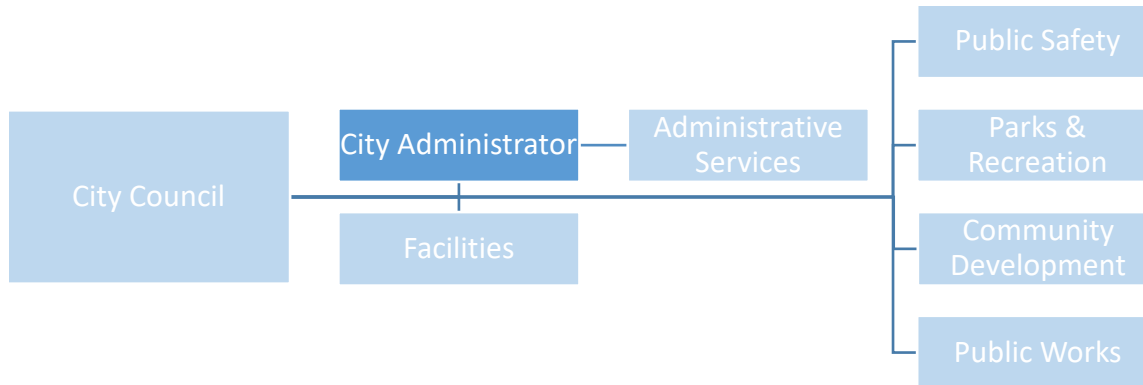 City Council
City Administrator
Facilities
Administrative
Services
Public Safety
Parks &
Recreation
Community
Development
Public Works